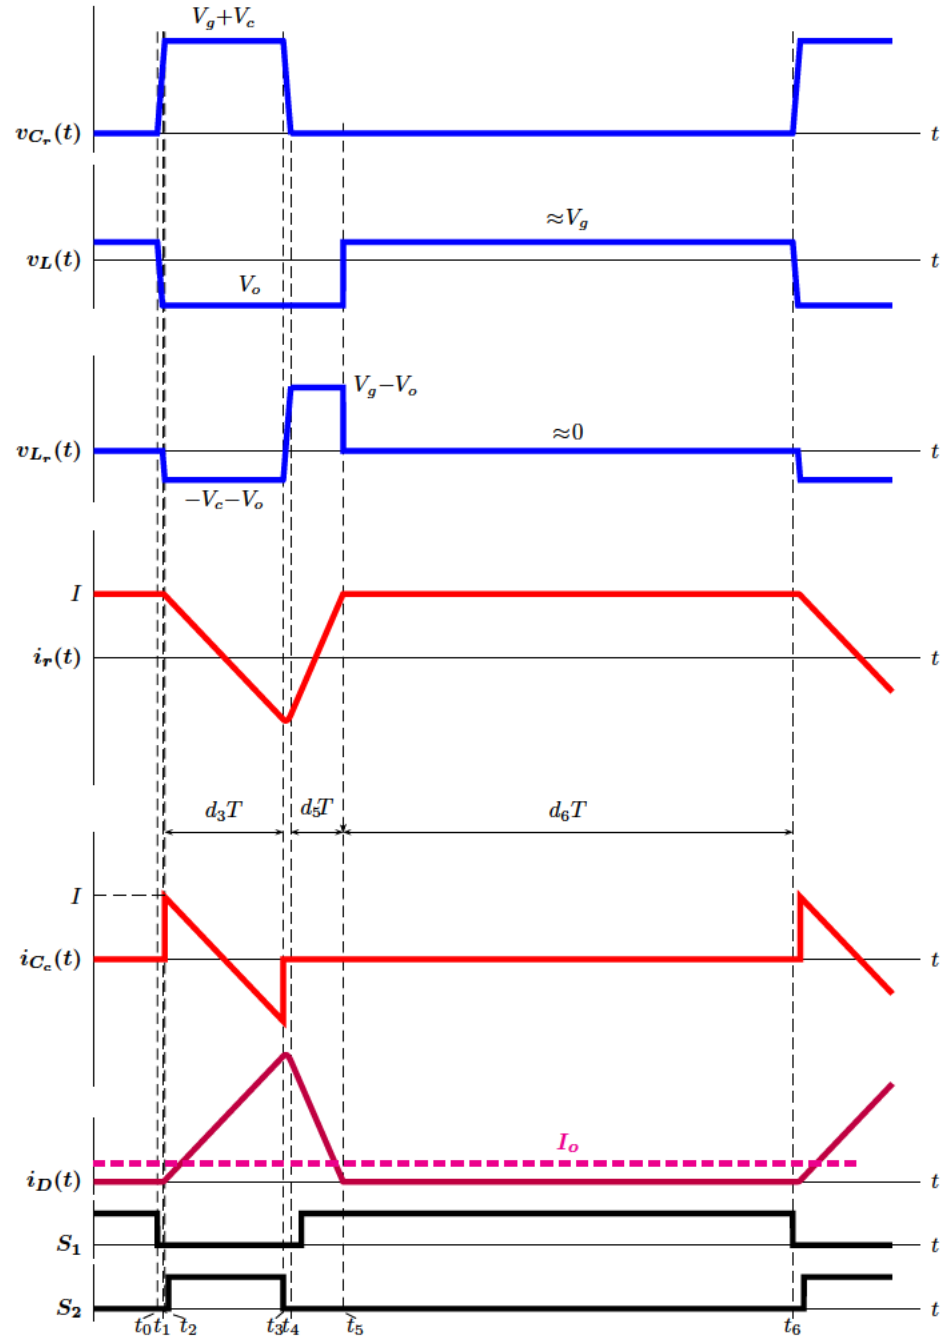 V_g+V_c
v_{C_r}(t) t
≈V_g
v_L(t) t
V_o
V_g−V_o
≈0
v_{L_r}(t) t
−V_c−V_o
I
i_r(t) t
d_3T d_5T d_6T
I
i_{C_c}(t) t
I_o
i_D(t) t
S_1 t
S_2 t
t_0 t_1 t_2 t_3 t_4 t_5 t_6